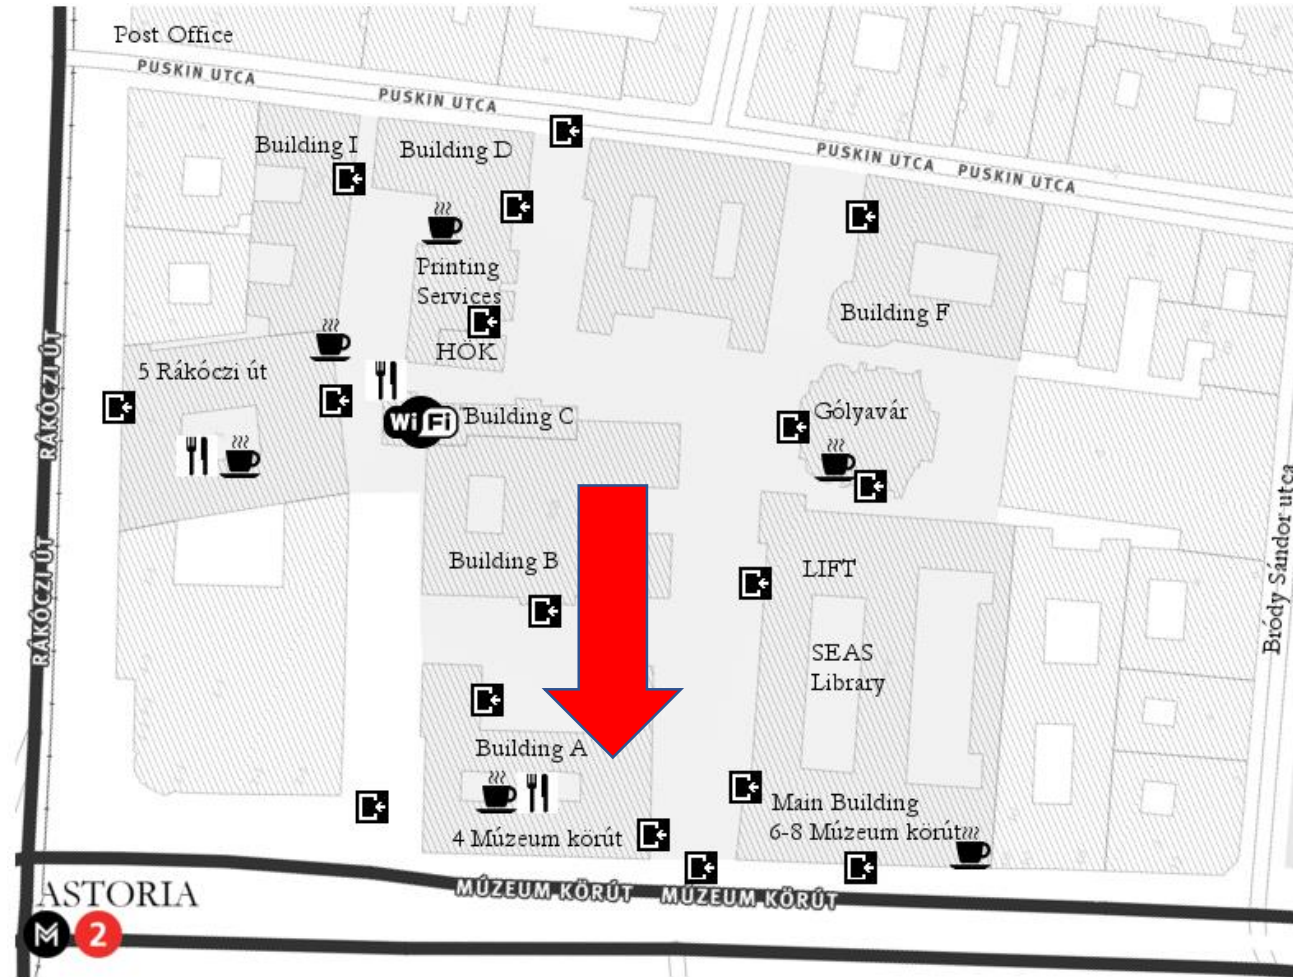 Post Office
PUSKIN UTCA
PUSKIN UTCA
PUSKIN UTCA
PUSKIN UTCA
Building I
Building D
Printing
Services
HÖK
Building F
5 Rákóczi út
RÁKÓCZI ÚT
RÁKÓCZI ÚT
WiFi
Building C
Gólyavár
Building B
LIFT
Bródy Sándor utca
SEAS
Library
Building A
4 Múzeum körút
Main Building
6-8 Múzeum körút
MÚZEUM KÖRÚT
MÚZEUM KÖRÚT
ASTORIA
M 2